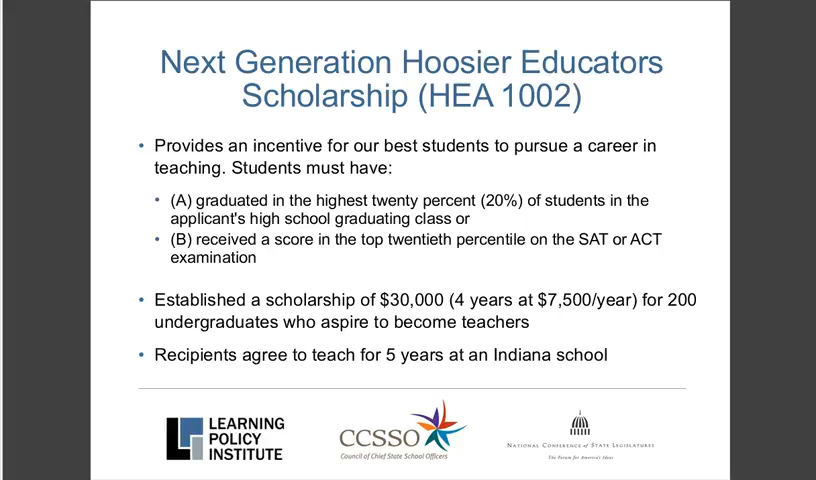 Next Generation Hoosier Educators
Scholarship (HEA 1002)
• Provides an incentive for our best students to pursue a career in
teaching. Students must have:
• (A) graduated in the highest twenty percent (20%) of students in the
applicant's high school graduating class or
• (B) received a score in the top twentieth percentile on the SAT or ACT
examination
• Established a scholarship of $30,000 (4 years at $7,500/year) for 200
undergraduates who aspire to become teachers
• Recipients agree to teach for 5 years at an Indiana school
LEARNING
POLICY
INSTITUTE
CCSSO
Council of Chief State School Officers
NATIONAL CONFERENCE of STATE LEGISLATURES
The Forum for America's Ideas